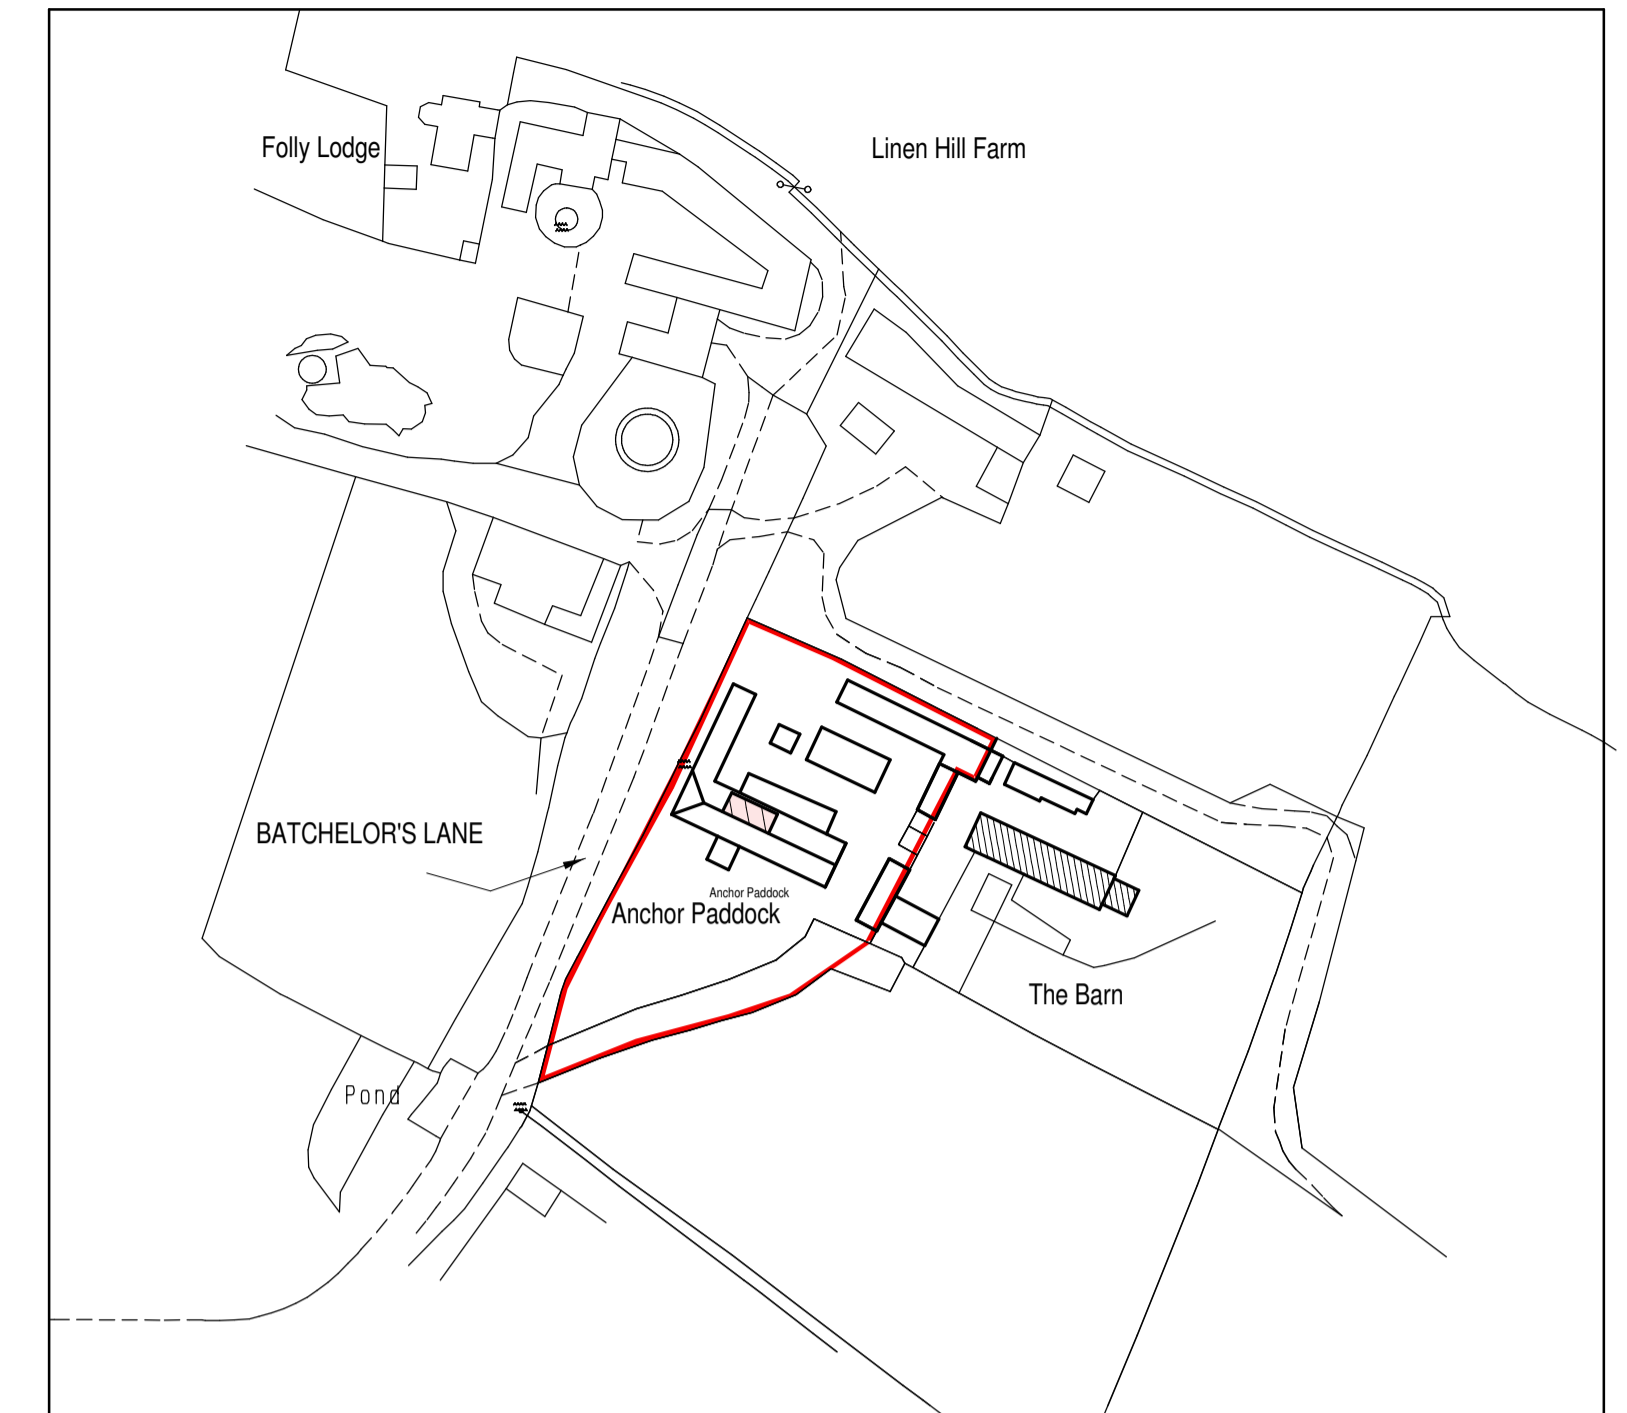 Folly Lodge
Linen Hill Farm
BATCHELOR'S LANE
Anchor Paddock
Anchor Paddock
The Barn
Pond